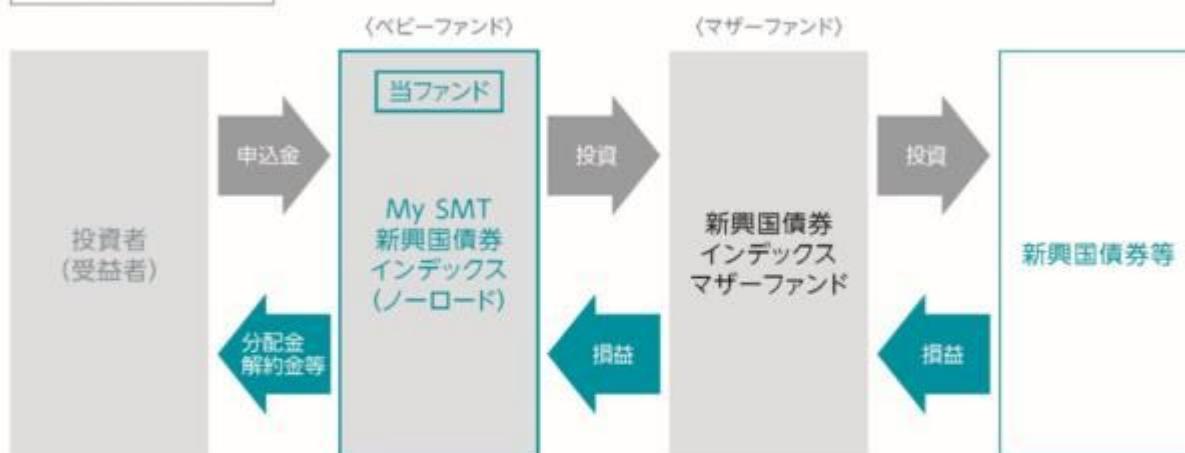 〈ベビーファンド〉
〈マザーファンド〉
当ファンド
申込金
投資
投資
投資者
(受益者)
My SMT
新興国債券
インデックス
(ノーロード)
新興国債券
インデックス
マザーファンド
新興国債券等
分配金
解約金等
損益
損益